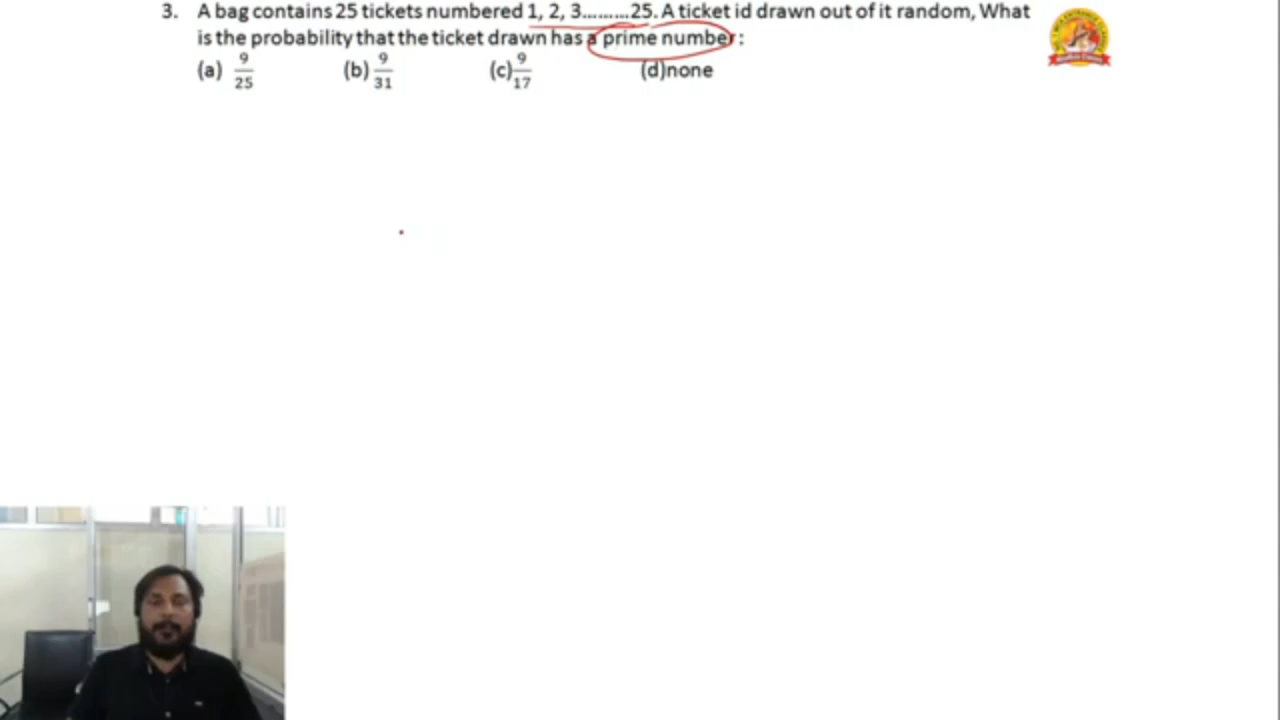 3. A bag contains 25 tickets numbered 1, 2, 3.........25. A ticket id drawn out of it random, What
is the probability that the ticket drawn has a prime number:
(a) 9/25 (b) 9/31 (c) 9/17 (d)none